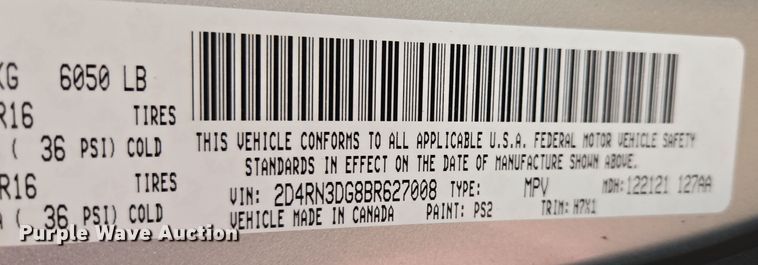 KG 6050 LB
R16 TIRES
( 36 PSI) COLD
THIS VEHICLE CONFORMS TO ALL APPLICABLE U.S.A. FEDERAL MOTOR VEHICLE SAFETY
STANDARDS IN EFFECT ON THE DATE OF MANUFACTURE SHOWN ABOVE.
R16 TIRES
VIN: 2D4RN3DG8BR627008 TYPE: MPV MDH:122121 127AA
( 36 PSI) COLD
VEHICLE MADE IN CANADA PAINT: PS2 TRIM: H7X1
Purple Wave Auction